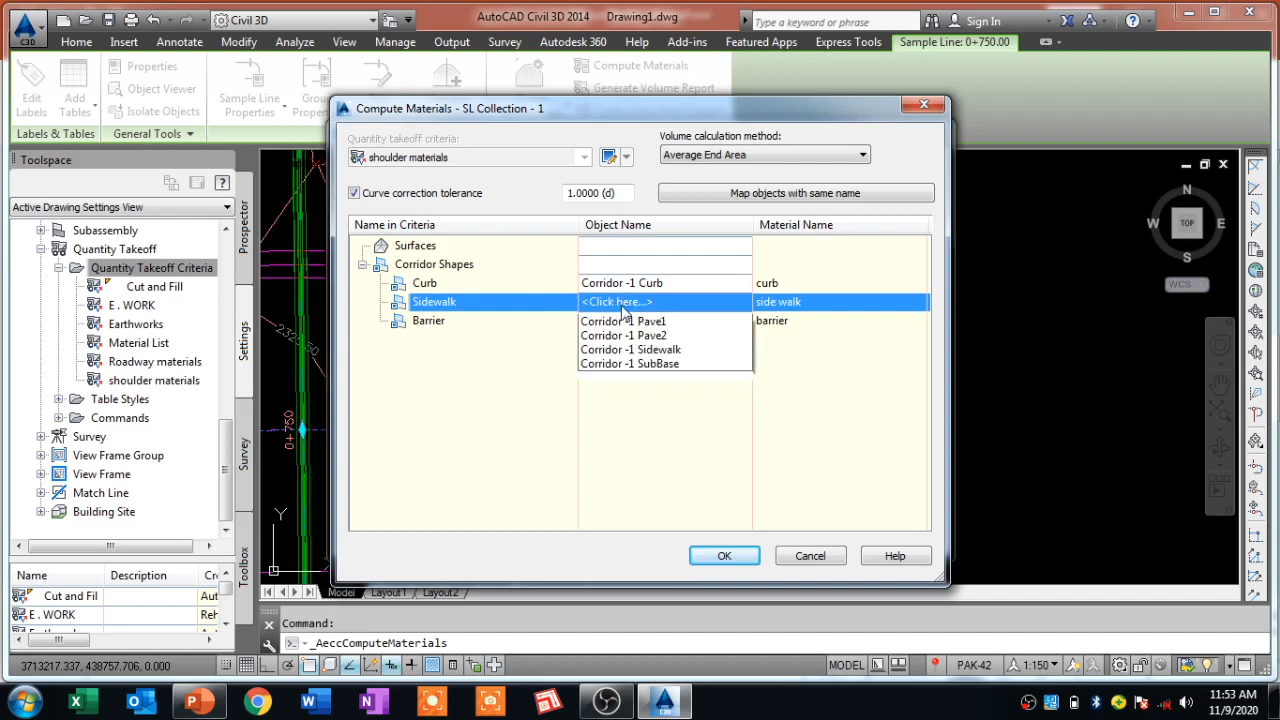 C3D
Civil 3D
AutoCAD Civil 3D 2014 Drawing1.dwg
Type a keyword or phrase
Sign In
Home Insert Annotate Modify Analyze View Manage Output Survey Autodesk 360 Help Add-ins Featured Apps Express Tools Sample Line: 0+750.00
Edit Labels
Add Tables
Properties
Object Viewer
Isolate Objects
Sample Line Properties
Compute Materials
Generate Volume Report
Labels & Tables
General Tools
Compute Materials - SL Collection - 1
Quantity takeoff criteria:
shoulder materials
Volume calculation method:
Average End Area
Curve correction tolerance
1.0000 (d)
Map objects with same name
Name in Criteria Object Name Material Name
Surfaces
Corridor Shapes
Curb Corridor -1 Curb curb
Sidewalk <Click here...> side walk
Barrier barrier
Corridor -1 Pave1
Corridor -1 Pave2
Corridor -1 Sidewalk
Corridor -1 SubBase
OK Cancel Help
Toolspace
Active Drawing Settings View
Subassembly
Quantity Takeoff
Quantity Takeoff Criteria
Cut and Fill
E . WORK
Earthworks
Material List
Roadway materials
shoulder materials
Table Styles
Commands
Survey
View Frame Group
View Frame
Match Line
Building Site
Prospector
Settings
Survey
Toolbox
Name Description Cr
Cut and Fil Aut
E . WORK Reh
0+750
Y
N
W TOP E
S
WCS
Model Layout1 Layout2
Command:
_AeccComputeMaterials
3713217.337, 438757.706, 0.000
MODEL
PAK-42
1:150
11:53 AM
11/9/2020